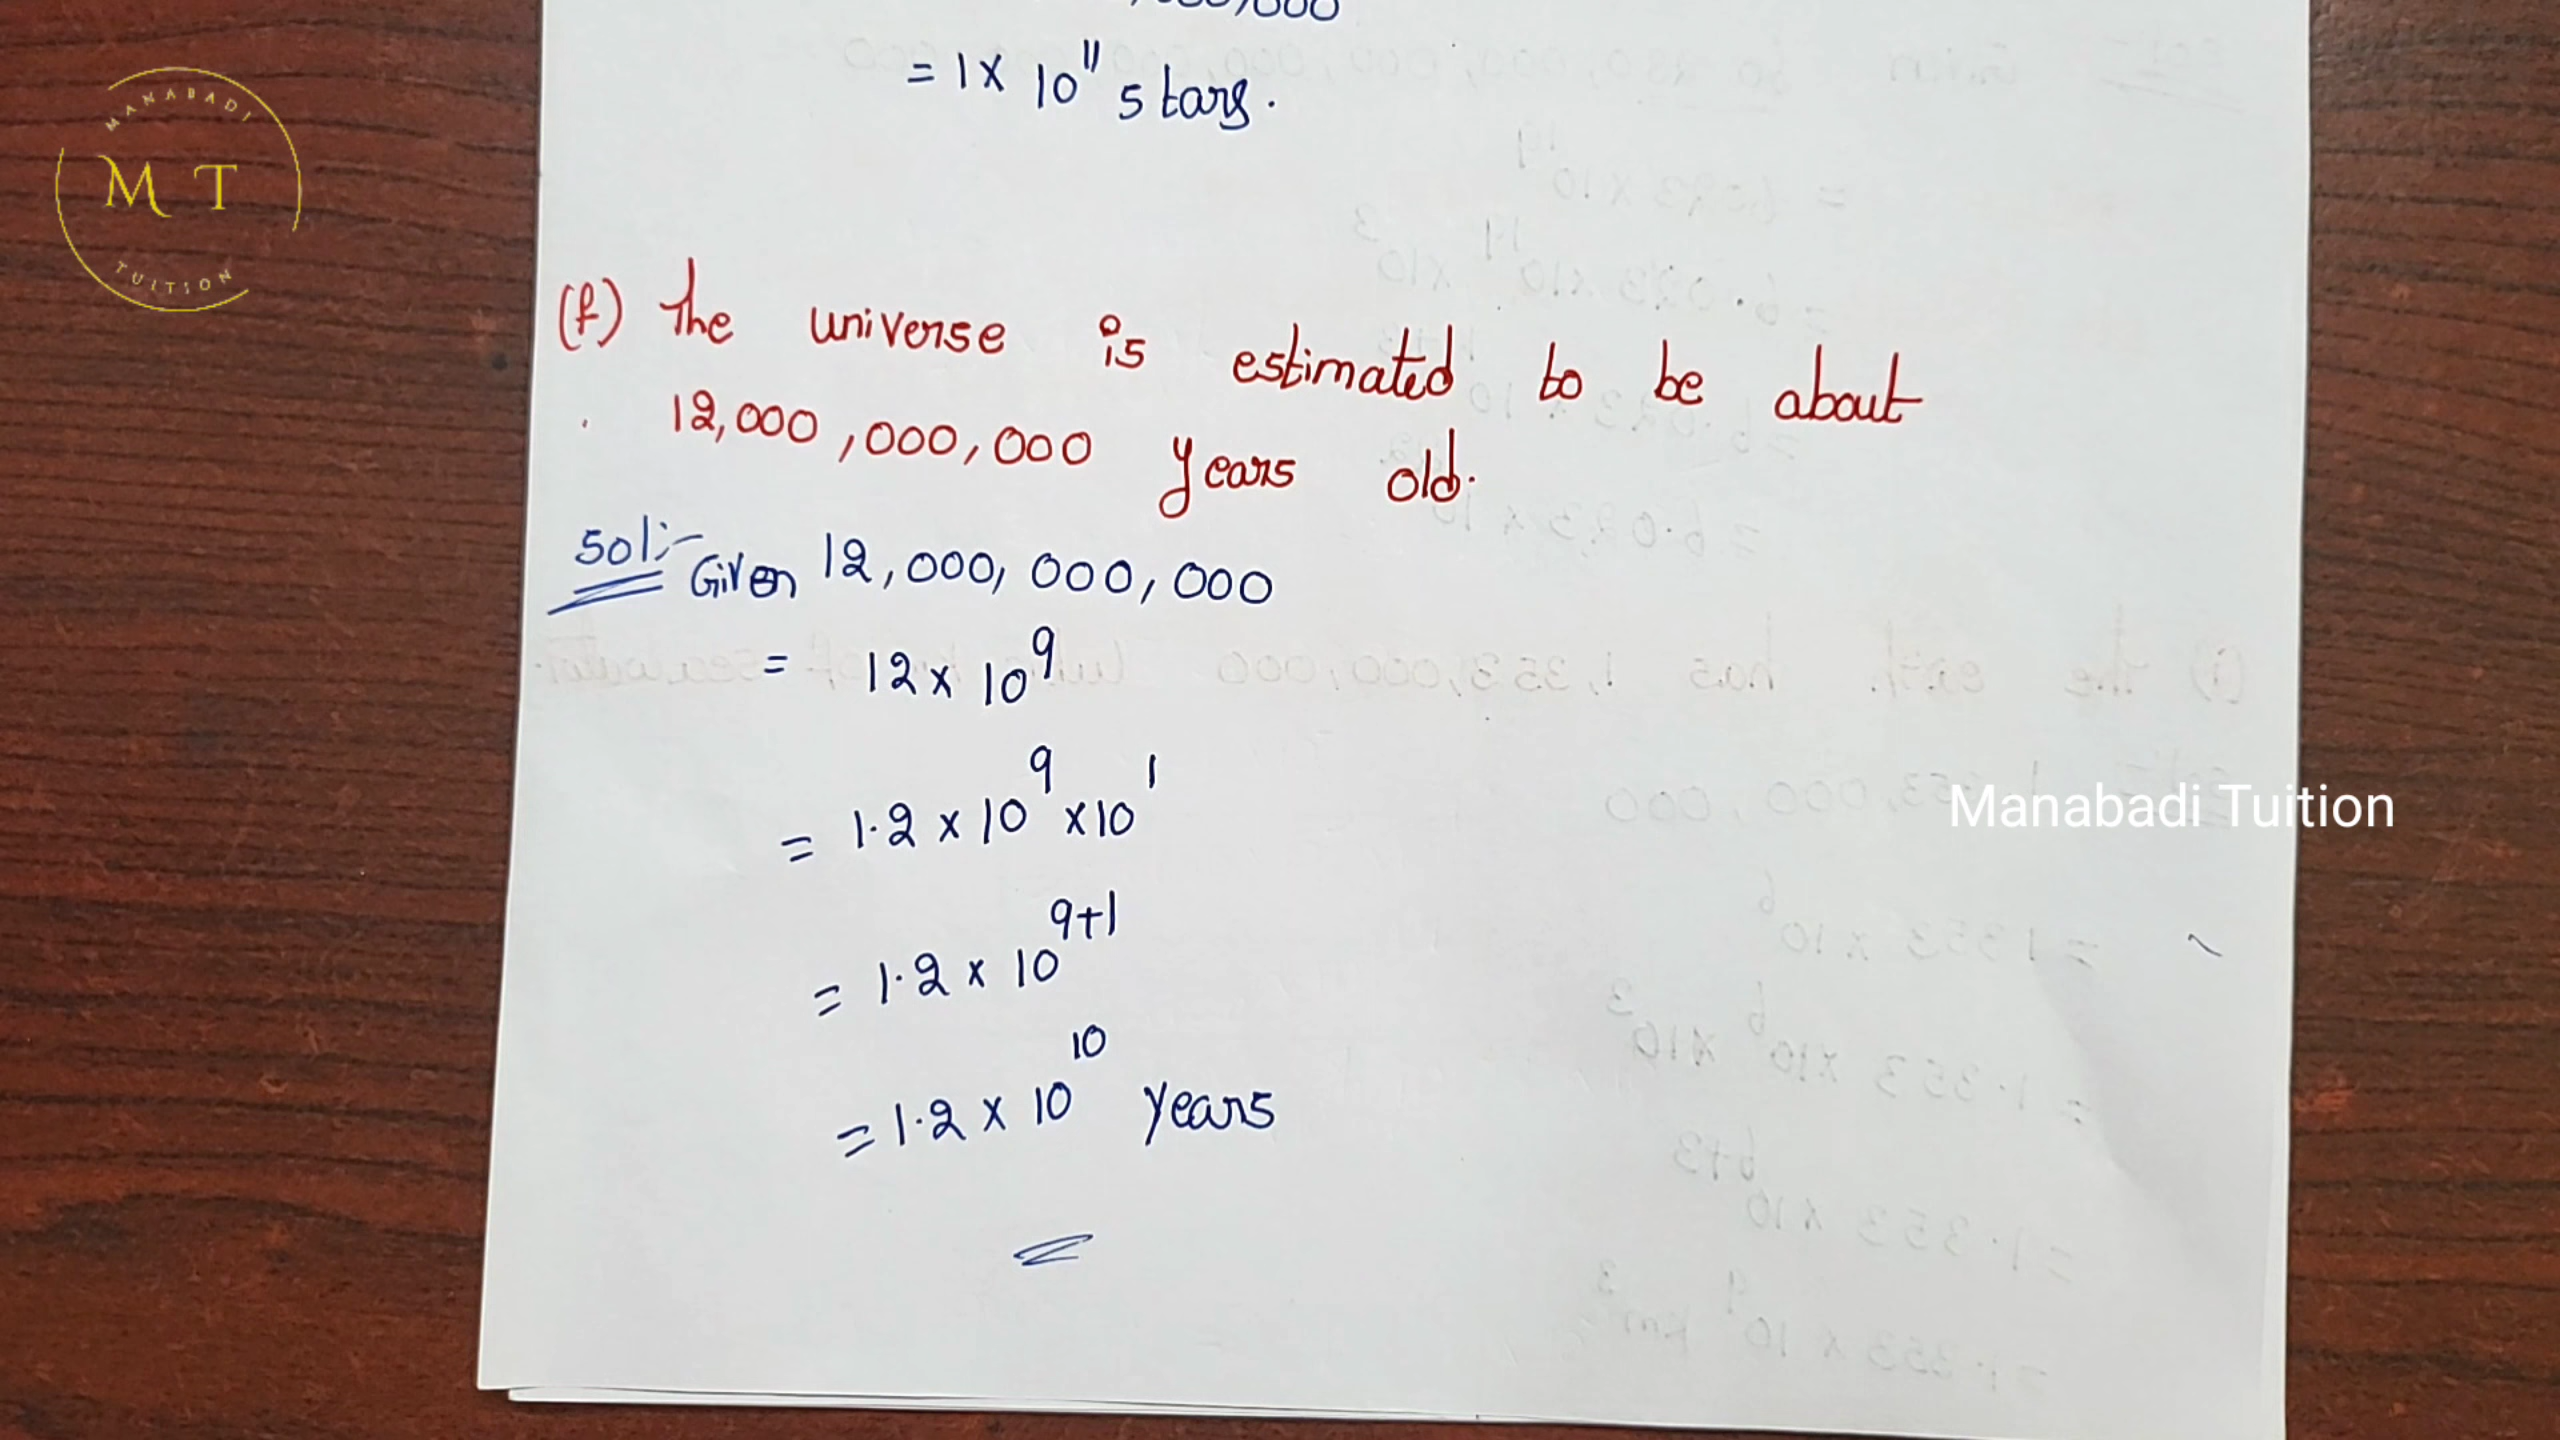 MANABADI
MT
TUITION
= 1 × 10¹¹ stars.
(f) The universe is estimated to be about
12,000,000,000 years old.
Sol:- Given 12,000,000,000
= 12 × 10⁹
= 1.2 × 10⁹ × 10¹
= 1.2 × 10⁹⁺¹
= 1.2 × 10¹⁰ years
Manabadi Tuition